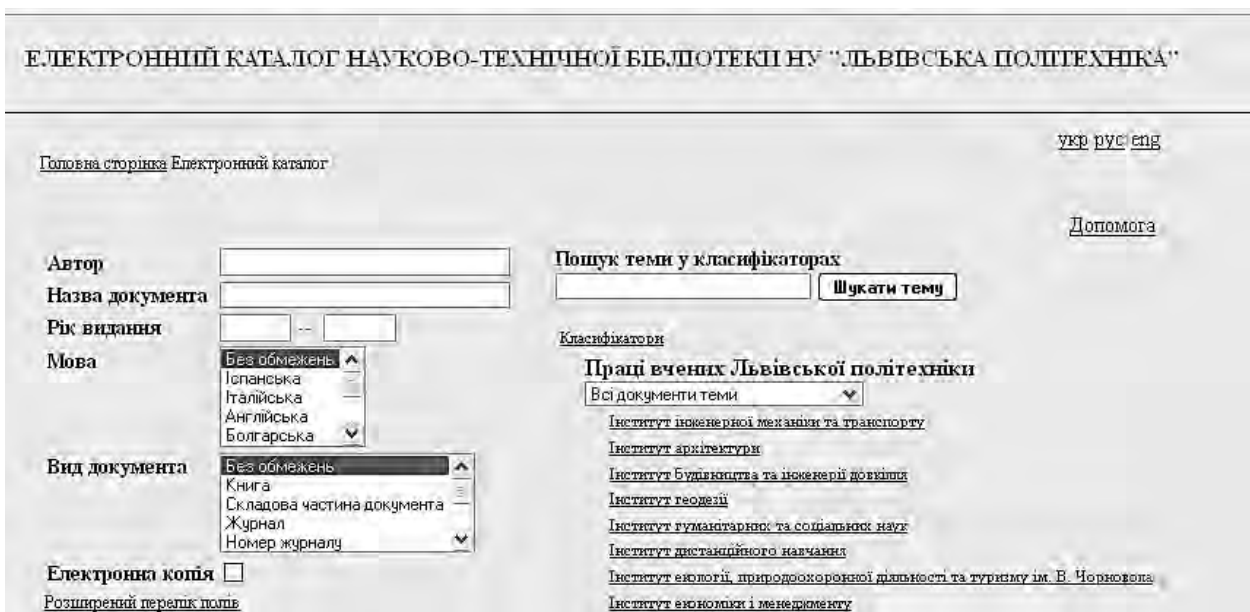 ЕЛЕКТРОННИЙ КАТАЛОГ НАУКОВО-ТЕХНІЧНОЇ БІБЛІОТЕКИ НУ "ЛЬВІВСЬКА ПОЛІТЕХНІКА"
укр рус eng
Головна сторінка Електронний каталог
Допомога
Автор
Назва документа
Рік видання --
Мова
Без обмежень
Іспанська
Італійська
Англійська
Болгарська
Вид документа
Без обмежень
Книга
Складова частина документа
Журнал
Номер журналу
Електронна копія
Розширений перелік полів
Пошук теми у класифікаторах
Шукати тему
Класифікатори
Праці вчених Львівської політехніки
Всі документи теми
Інститут інженерної механіки та транспорту
Інститут архітектури
Інститут будівництва та інженерії довкілля
Інститут геодезії
Інститут гуманітарних та соціальних наук
Інститут дистанційного навчання
Інститут екології, природоохоронної діяльності та туризму ім. В. Чорновола
Інститут економіки і менеджменту